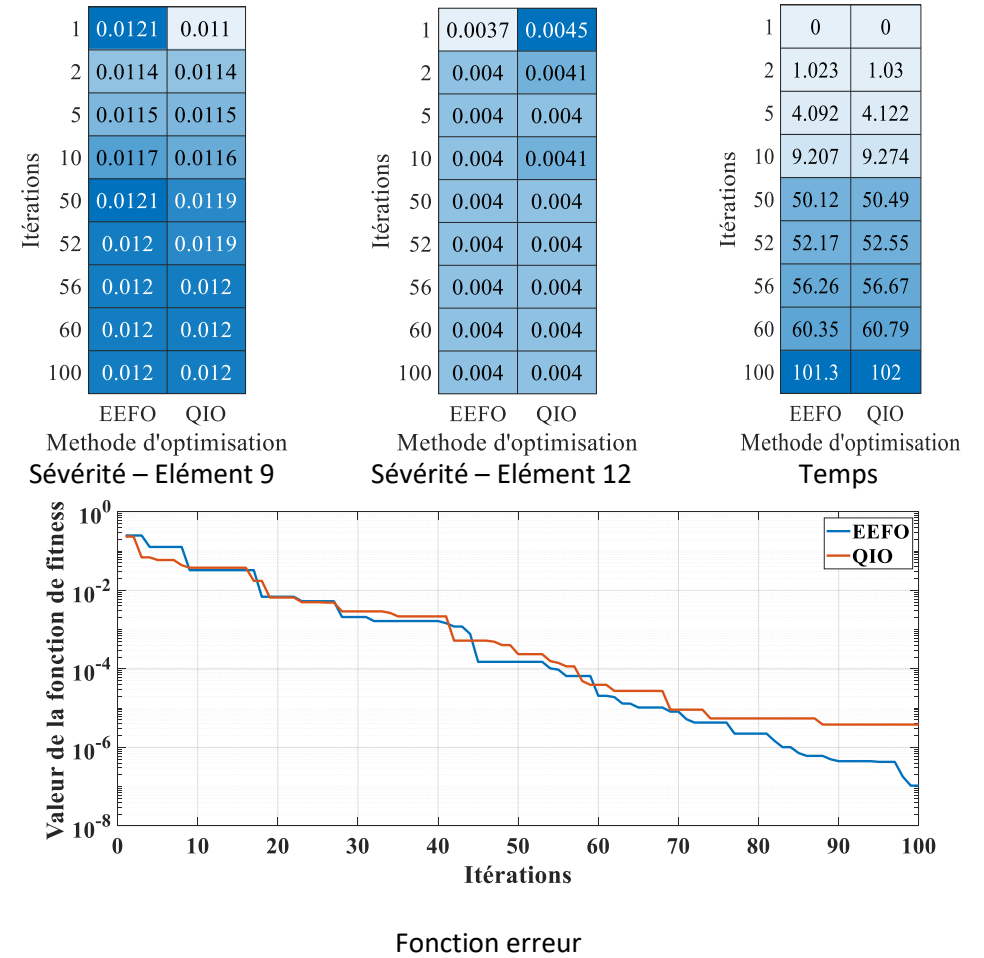 1 0.0121 0.011
2 0.0114 0.0114
5 0.0115 0.0115
10 0.0117 0.0116
50 0.0121 0.0119
52 0.012 0.0119
56 0.012 0.012
60 0.012 0.012
100 0.012 0.012
EEFO QIO
Itérations
Methode d'optimisation
Sévérité – Elément 9
1 0.0037 0.0045
2 0.004 0.0041
5 0.004 0.004
10 0.004 0.0041
50 0.004 0.004
52 0.004 0.004
56 0.004 0.004
60 0.004 0.004
100 0.004 0.004
EEFO QIO
Itérations
Methode d'optimisation
Sévérité – Elément 12
1 0 0
2 1.023 1.03
5 4.092 4.122
10 9.207 9.274
50 50.12 50.49
52 52.17 52.55
56 56.26 56.67
60 60.35 60.79
100 101.3 102
EEFO QIO
Itérations
Methode d'optimisation
Temps
Valeur de la fonction de fitness
10^0
10^-2
10^-4
10^-6
10^-8
EEFO
QIO
0 10 20 30 40 50 60 70 80 90 100
Itérations
Fonction erreur